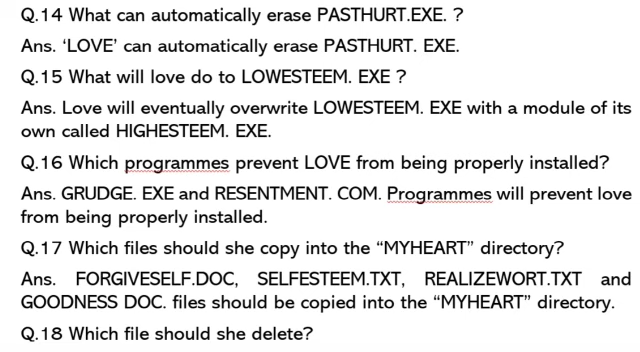 Q.14 What can automatically erase PASTHURT.EXE. ?
Ans. ‘LOVE’ can automatically erase PASTHURT. EXE.
Q.15 What will love do to LOWESTEEM. EXE ?
Ans. Love will eventually overwrite LOWESTEEM. EXE with a module of its
own called HIGHESTEEM. EXE.
Q.16 Which programmes prevent LOVE from being properly installed?
Ans. GRUDGE. EXE and RESENTMENT. COM. Programmes will prevent love
from being properly installed.
Q.17 Which files should she copy into the “MYHEART” directory?
Ans. FORGIVESELF.DOC, SELFESTEEM.TXT, REALIZEWORT.TXT and
GOODNESS DOC. files should be copied into the “MYHEART” directory.
Q.18 Which file should she delete?